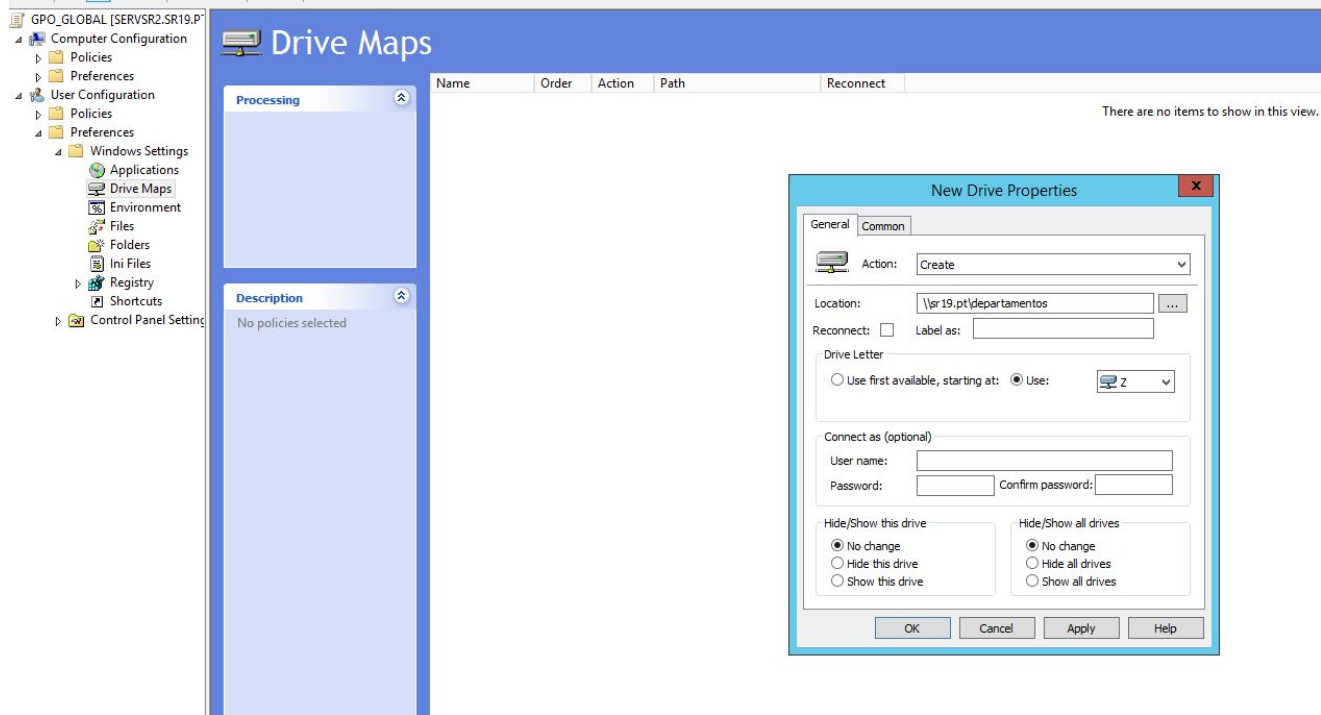 GPO_GLOBAL [SERVSR2.SR19.PT
Computer Configuration
Policies
Preferences
User Configuration
Policies
Preferences
Windows Settings
Applications
Drive Maps
Environment
Files
Folders
Ini Files
Registry
Shortcuts
Control Panel Setting
Drive Maps
Processing
Description
No policies selected
Name Order Action Path Reconnect
There are no items to show in this view.
New Drive Properties
x
General Common
Action: Create
Location: \\sr19.pt\departamentos ...
Reconnect: Label as:
Drive Letter
Use first available, starting at: Use: Z
Connect as (optional)
User name:
Password: Confirm password:
Hide/Show this drive Hide/Show all drives
No change No change
Hide this drive Hide all drives
Show this drive Show all drives
OK Cancel Apply Help